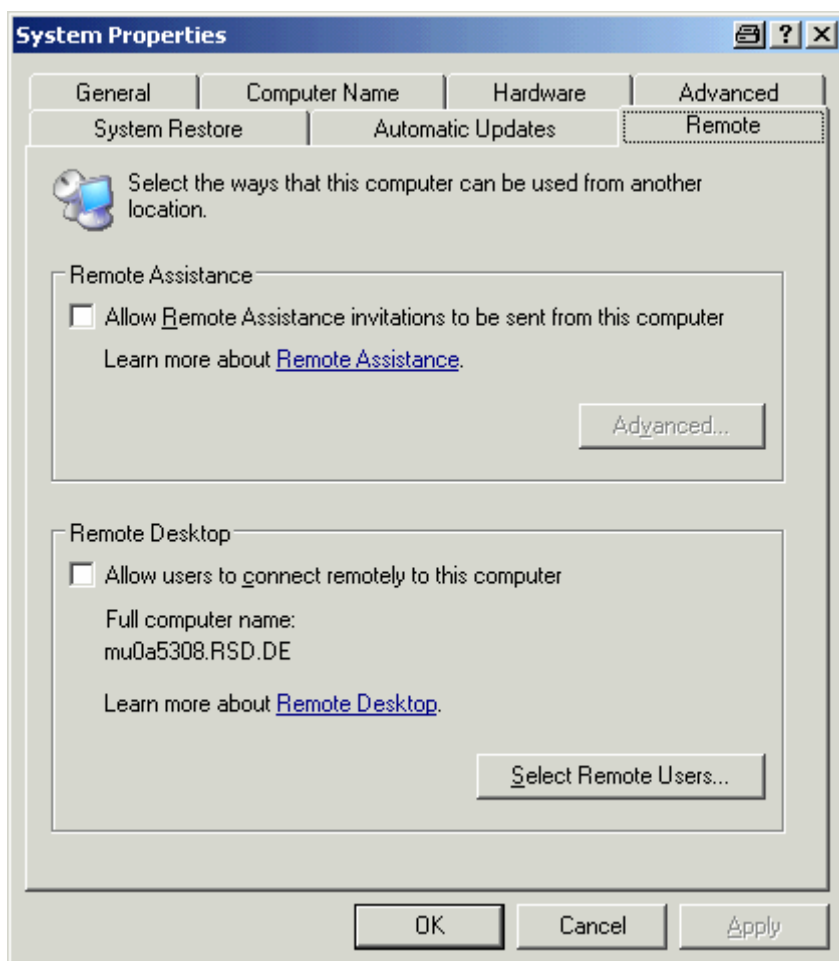 System Properties
General
Computer Name
Hardware
Advanced
System Restore
Automatic Updates
Remote
Select the ways that this computer can be used from another
location.
Remote Assistance
Allow Remote Assistance invitations to be sent from this computer
Learn more about Remote Assistance.
Advanced...
Remote Desktop
Allow users to connect remotely to this computer
Full computer name:
mu0a5308.RSD.DE
Learn more about Remote Desktop.
Select Remote Users...
OK
Cancel
Apply